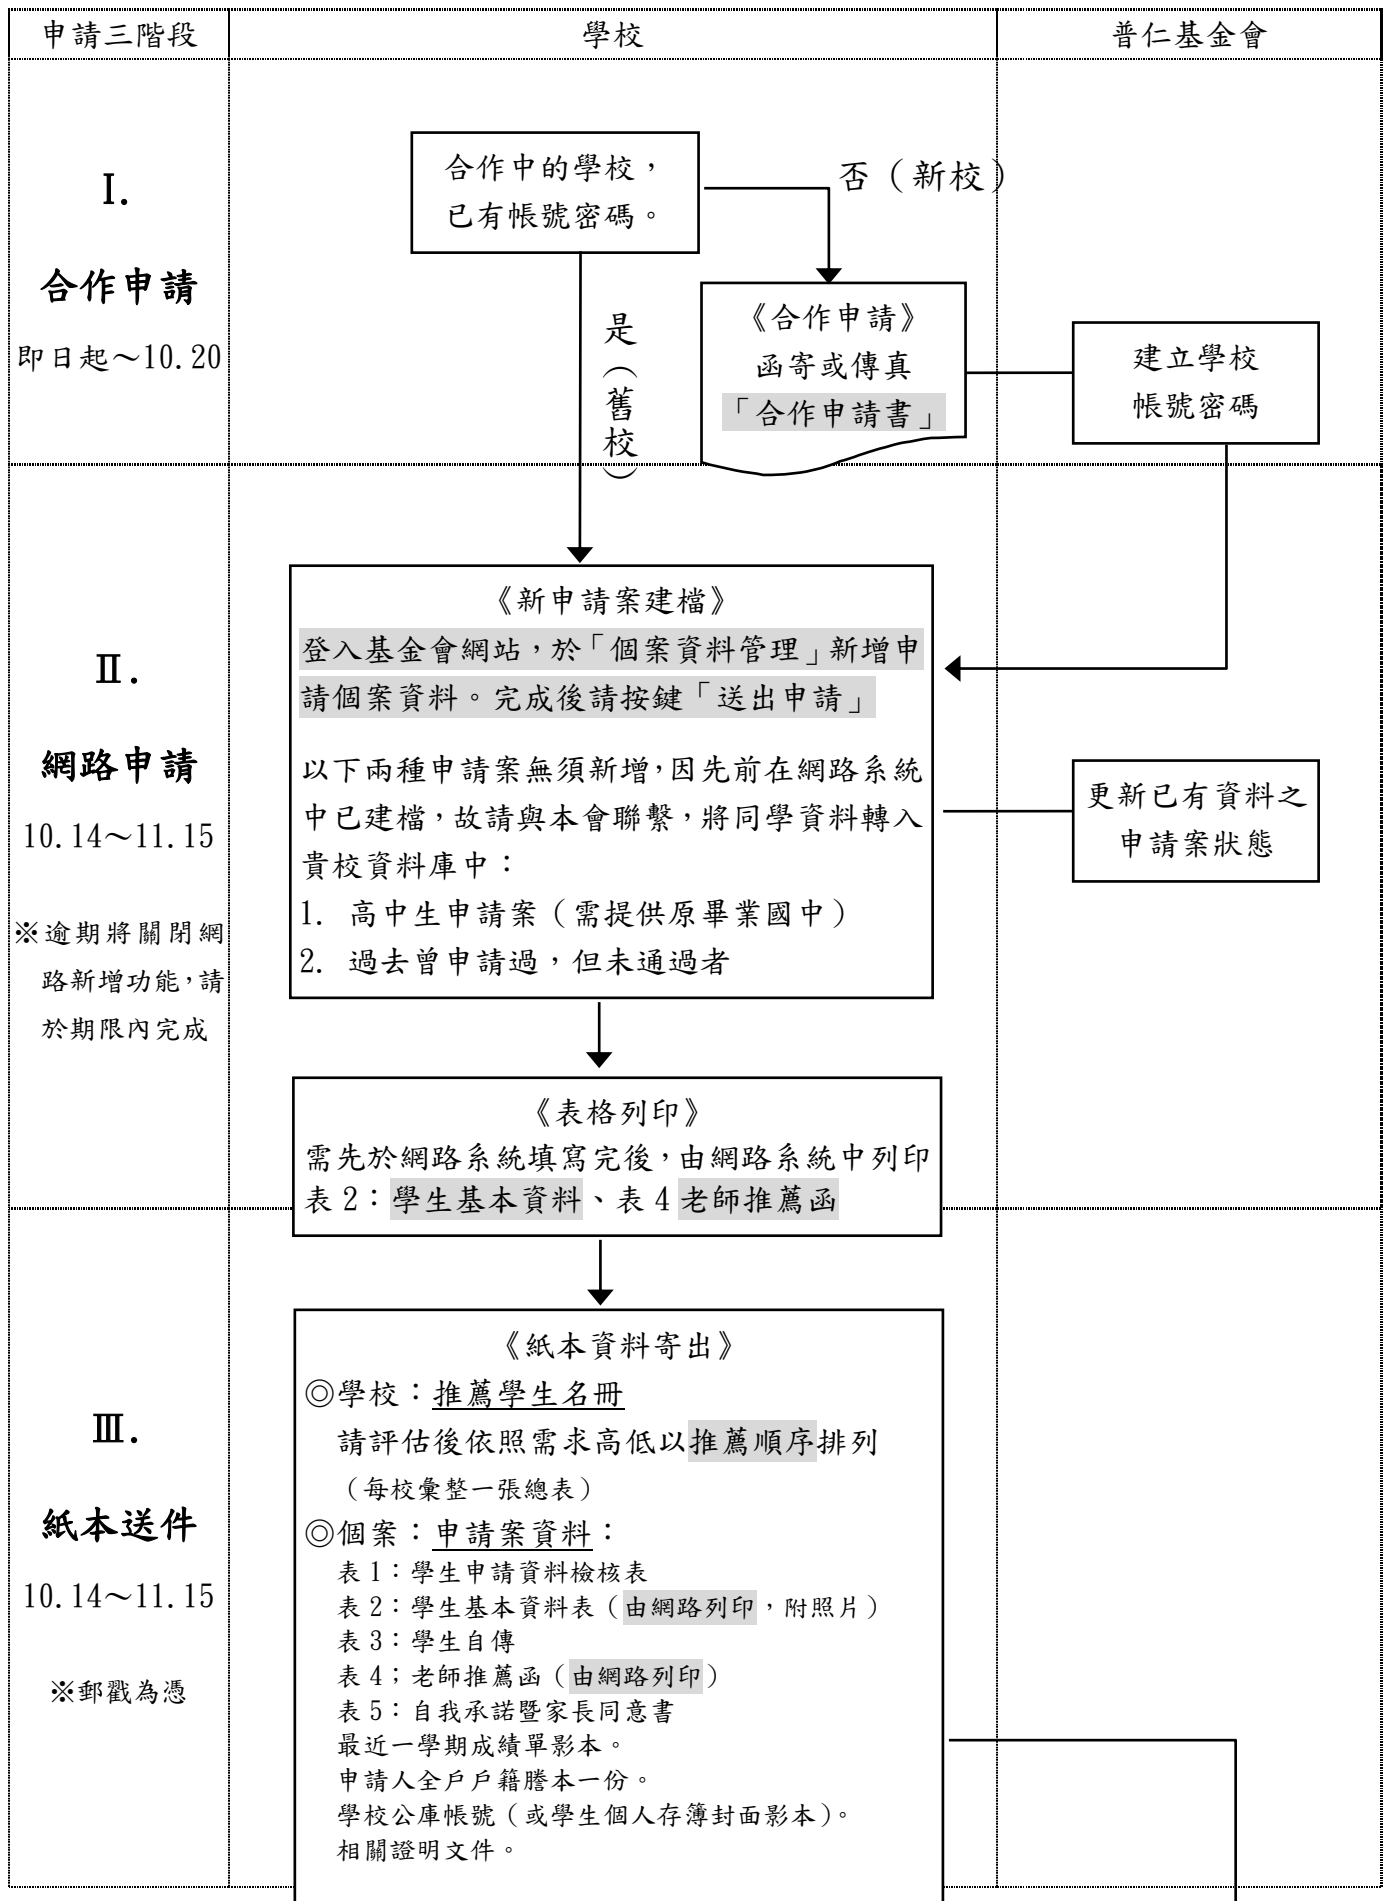 申請三階段
學校
普仁基金會
I.
合作申請
即日起～10.20
合作中的學校，
已有帳號密碼。
否（新校）
是（舊校）
《合作申請》
函寄或傳真
「合作申請書」
建立學校
帳號密碼
Ⅱ.
網路申請
10.14～11.15
※逾期將關閉網
路新增功能，請
於期限內完成
《新申請案建檔》
登入基金會網站，於「個案資料管理」新增申
請個案資料。完成後請按鍵「送出申請」
以下兩種申請案無須新增，因先前在網路系統
中已建檔，故請與本會聯繫，將同學資料轉入
貴校資料庫中：
1. 高中生申請案（需提供原畢業國中）
2. 過去曾申請過，但未通過者
更新已有資料之
申請案狀態
《表格列印》
需先於網路系統填寫完後，由網路系統中列印
表 2：學生基本資料、表 4 老師推薦函
Ⅲ.
紙本送件
10.14～11.15
※郵戳為憑
《紙本資料寄出》
◎學校：推薦學生名冊
請評估後依照需求高低以推薦順序排列
（每校彙整一張總表）
◎個案：申請案資料：
表 1：學生申請資料檢核表
表 2：學生基本資料表（由網路列印，附照片）
表 3：學生自傳
表 4；老師推薦函（由網路列印）
表 5：自我承諾暨家長同意書
最近一學期成績單影本。
申請人全戶戶籍謄本一份。
學校公庫帳號（或學生個人存簿封面影本）。
相關證明文件。